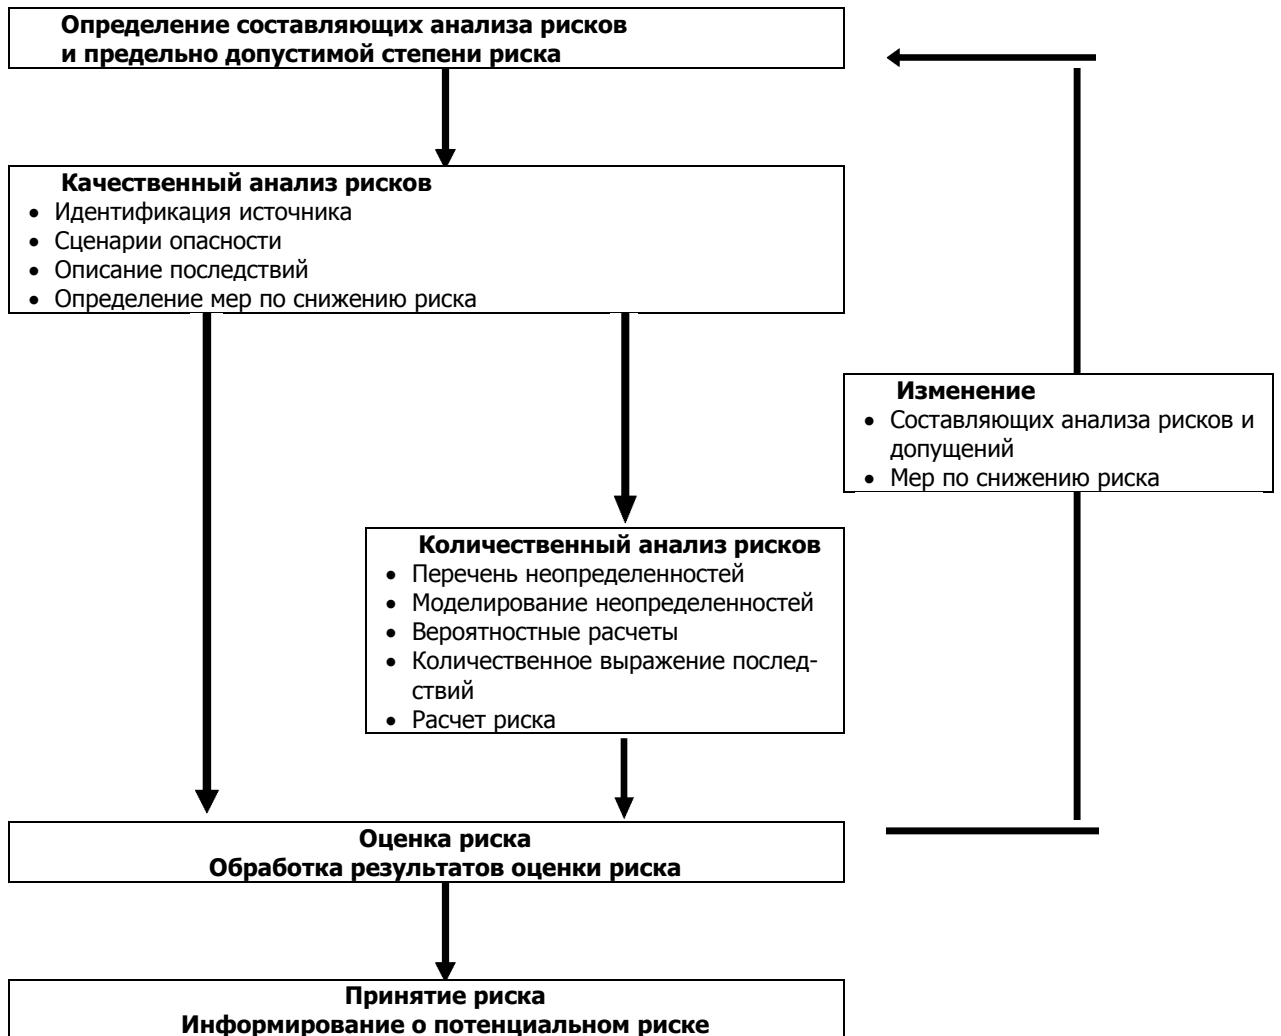 Определение составляющих анализа рисков
и предельно допустимой степени риска
Качественный анализ рисков
• Идентификация источника
• Сценарии опасности
• Описание последствий
• Определение мер по снижению риска
Изменение
• Составляющих анализа рисков и
допущений
• Мер по снижению риска
Количественный анализ рисков
• Перечень неопределенностей
• Моделирование неопределенностей
• Вероятностные расчеты
• Количественное выражение послед-
ствий
• Расчет риска
Оценка риска
Обработка результатов оценки риска
Принятие риска
Информирование о потенциальном риске